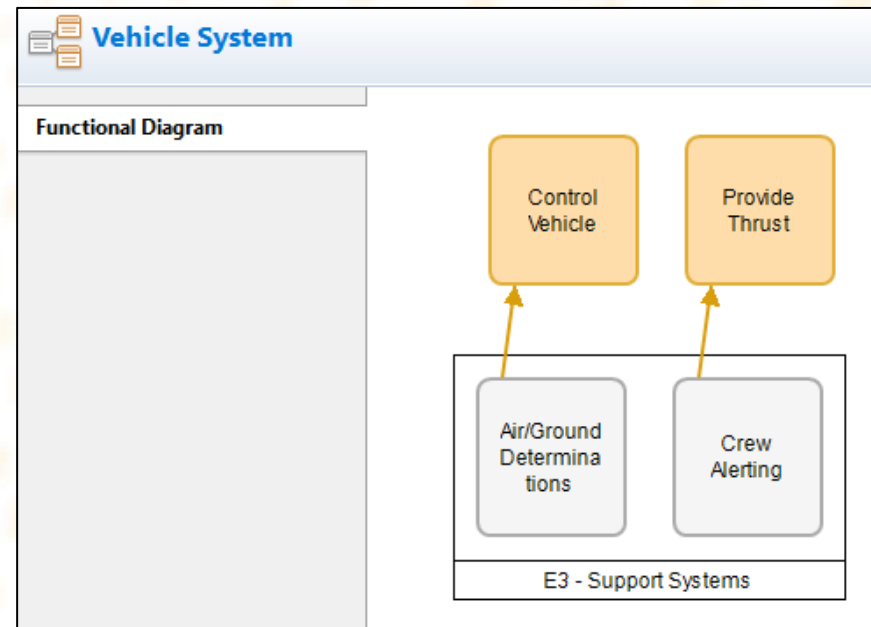 Vehicle System
Functional Diagram
Control
Vehicle
Provide
Thrust
Air/Ground
Determina
tions
Crew
Alerting
E3 - Support Systems